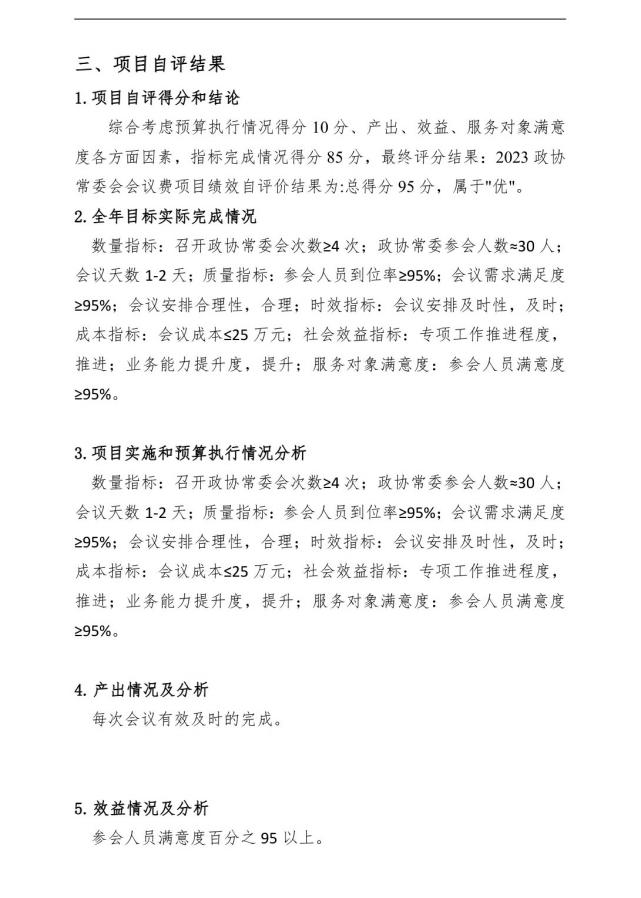 三、项目自评结果
1.项目自评得分和结论
综合考虑预算执行情况得分 10 分、产出、效益、服务对象满意
度各方面因素，指标完成情况得分 85 分，最终评分结果：2023 政协
常委会会议费项目绩效自评价结果为:总得分 95 分，属于"优"。
2.全年目标实际完成情况
数量指标：召开政协常委会次数≥4 次；政协常委参会人数≈30 人；
会议天数 1-2 天；质量指标：参会人员到位率≥95%；会议需求满足度
≥95%；会议安排合理性，合理；时效指标：会议安排及时性，及时；
成本指标：会议成本≤25 万元；社会效益指标：专项工作推进程度，
推进；业务能力提升度，提升；服务对象满意度：参会人员满意度
≥95%。
3.项目实施和预算执行情况分析
数量指标：召开政协常委会次数≥4 次；政协常委参会人数≈30 人；
会议天数 1-2 天；质量指标：参会人员到位率≥95%；会议需求满足度
≥95%；会议安排合理性，合理；时效指标：会议安排及时性，及时；
成本指标：会议成本≤25 万元；社会效益指标：专项工作推进程度，
推进；业务能力提升度，提升；服务对象满意度：参会人员满意度
≥95%。
4. 产出情况及分析
每次会议有效及时的完成。
5. 效益情况及分析
参会人员满意度百分之 95 以上。